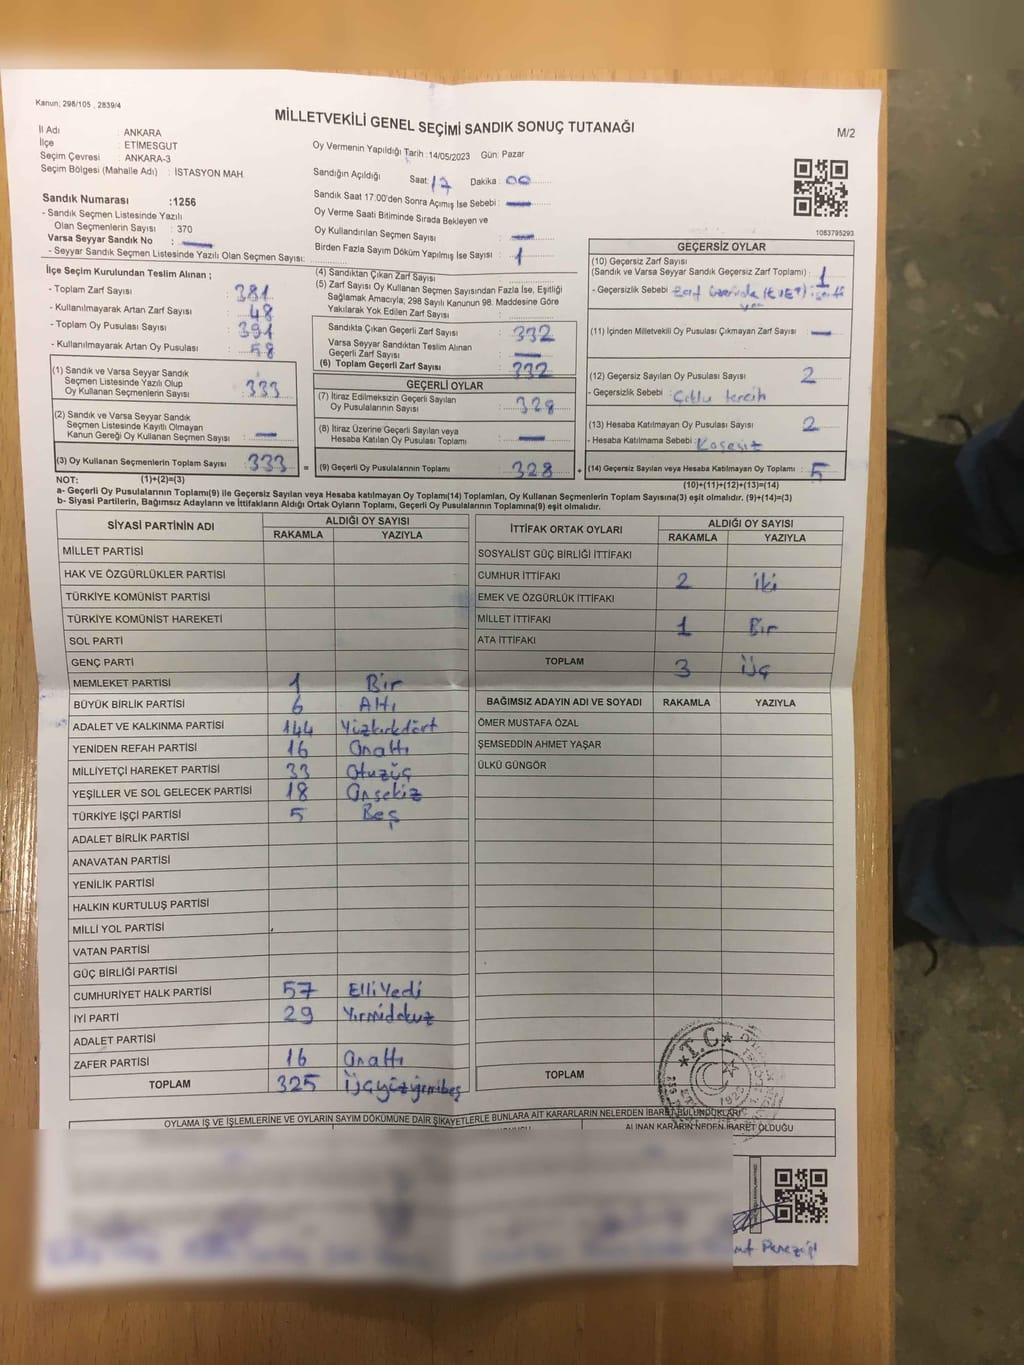 Kanun; 298/105 , 2839/4
MİLLETVEKİLİ GENEL SEÇİMİ SANDIK SONUÇ TUTANAĞI
M/2
İl Adı : ANKARA
İlçe : ETİMESGUT
Seçim Çevresi : ANKARA-3
Seçim Bölgesi (Mahalle Adı) : İSTASYON MAH.
Oy Vermenin Yapıldığı Tarih :14/05/2023 Gün: Pazar
Sandığın Açıldığı Saat: 17 Dakika : 00
Sandık Saat 17:00'den Sonra Açımış İse Sebebi :
Oy Verme Saati Bitiminde Sırada Bekleyen ve
Oy Kullandırılan Seçmen Sayısı :
Birden Fazla Sayım Döküm Yapılmış İse Sayısı : 1
1083795293
Sandık Numarası :1256
- Sandık Seçmen Listesinde Yazılı
Olan Seçmenlerin Sayısı : 370
Varsa Seyyar Sandık No :
- Seyyar Sandık Seçmen Listesinde Yazılı Olan Seçmen Sayısı:
İlçe Seçim Kurulundan Teslim Alınan ;
- Toplam Zarf Sayısı : 381
- Kullanılmayarak Artan Zarf Sayısı : 48
- Toplam Oy Pusulası Sayısı : 391
- Kullanılmayarak Artan Oy Pusulası : 58
(1) Sandık ve Varsa Seyyar Sandık
Seçmen Listesinde Yazılı Olup
Oy Kullanan Seçmenlerin Sayısı : 333
(2) Sandık ve Varsa Seyyar Sandık
Seçmen Listesinde Kayıtlı Olmayan
Kanun Gereği Oy Kullanan Seçmen Sayısı :
(3) Oy Kullanan Seçmenlerin Toplam Sayısı : 333
(4) Sandıktan Çıkan Zarf Sayısı
(5) Zarf Sayısı Oy Kullanan Seçmen Sayısından Fazla İse, Eşitliği
Sağlamak Amacıyla, 298 Sayılı Kanunun 98. Maddesine Göre
Yakılarak Yok Edilen Zarf Sayısı :
Sandıkta Çıkan Geçerli Zarf Sayısı : 332
Varsa Seyyar Sandıktan Teslim Alınan
Geçerli Zarf Sayısı :
(6) Toplam Geçerli Zarf Sayısı : 332
GEÇERLİ OYLAR
(7) İtiraz Edilmeksizin Geçerli Sayılan
Oy Pusulalarının Sayısı : 328
(8) İtiraz Üzerine Geçerli Sayılan veya
Hesaba Katılan Oy Pusulası Toplamı :
(9) Geçerli Oy Pusulalarının Toplamı : 328
GEÇERSİZ OYLAR
(10) Geçersiz Zarf Sayısı
(Sandık ve Varsa Seyyar Sandık Geçersiz Zarf Toplamı) : 1
- Geçersizlik Sebebi : Zarf üzerinde (EVET)
(11) İçinden Milletvekili Oy Pusulası Çıkmayan Zarf Sayısı :
(12) Geçersiz Sayılan Oy Pusulası Sayısı : 2
- Geçersizlik Sebebi : Çoklu tercih
(13) Hesaba Katılmayan Oy Pusulası Sayısı : 2
- Hesaba Katılmama Sebebi : Kaşesiz
(14) Geçersiz Sayılan veya Hesaba Katılmayan Oy Toplamı : 5
NOT: (1)+(2)=(3)
(10)+(11)+(12)+(13)=(14)
a- Geçerli Oy Pusulalarının Toplamı(9) ile Geçersiz Sayılan veya Hesaba katılmayan Oy Toplamı(14) Toplamları, Oy Kullanan Seçmenlerin Toplam Sayısına(3) eşit olmalıdır. (9)+(14)=(3)
b- Siyasi Partilerin, Bağımsız Adayların ve İttifakların Aldığı Ortak Oyların Toplamı, Geçerli Oy Pusulalarının Toplamına(9) eşit olmalıdır.
SİYASİ PARTİNİN ADI ALDIĞI OY SAYISI
RAKAMLA YAZIYLA
MİLLET PARTİSİ
HAK VE ÖZGÜRLÜKLER PARTİSİ
TÜRKİYE KOMÜNİST PARTİSİ
TÜRKİYE KOMÜNİST HAREKETİ
SOL PARTİ
GENÇ PARTİ
MEMLEKET PARTİSİ 1 Bir
BÜYÜK BİRLİK PARTİSİ 6 Altı
ADALET VE KALKINMA PARTİSİ 144 Yüzkırkdört
YENİDEN REFAH PARTİSİ 16 Onaltı
MİLLİYETÇİ HAREKET PARTİSİ 33 Otuzüç
YEŞİLLER VE SOL GELECEK PARTİSİ 18 Onsekiz
TÜRKİYE İŞÇİ PARTİSİ 5 Beş
ADALET BİRLİK PARTİSİ
ANAVATAN PARTİSİ
YENİLİK PARTİSİ
HALKIN KURTULUŞ PARTİSİ
MİLLİ YOL PARTİSİ
VATAN PARTİSİ
GÜÇ BİRLİĞİ PARTİSİ
CUMHURİYET HALK PARTİSİ 57 Elli Yedi
İYİ PARTİ 29 Yirmidokuz
ADALET PARTİSİ
ZAFER PARTİSİ 16 Onaltı
TOPLAM 325 Üçyüzyirmibeş
İTTİFAK ORTAK OYLARI ALDIĞI OY SAYISI
RAKAMLA YAZIYLA
SOSYALİST GÜÇ BİRLİĞİ İTTİFAKI
CUMHUR İTTİFAKI 2 iki
EMEK VE ÖZGÜRLÜK İTTİFAKI
MİLLET İTTİFAKI 1 Bir
ATA İTTİFAKI
TOPLAM 3 Üç
BAĞIMSIZ ADAYIN ADI VE SOYADI RAKAMLA YAZIYLA
ÖMER MUSTAFA ÖZAL
ŞEMSEDDİN AHMET YAŞAR
ÜLKÜ GÜNGÖR
TOPLAM
T.C.
1920
OYLAMA İŞ VE İŞLEMLERİNE VE OYLARIN SAYIM DÖKÜMÜNE DAİR ŞİKAYETLERLE BUNLARA AİT KARARLARIN NELERDEN İBARET BULUNDUKLARI
ALINAN KARARIN NEDEN İBARET OLDUĞU